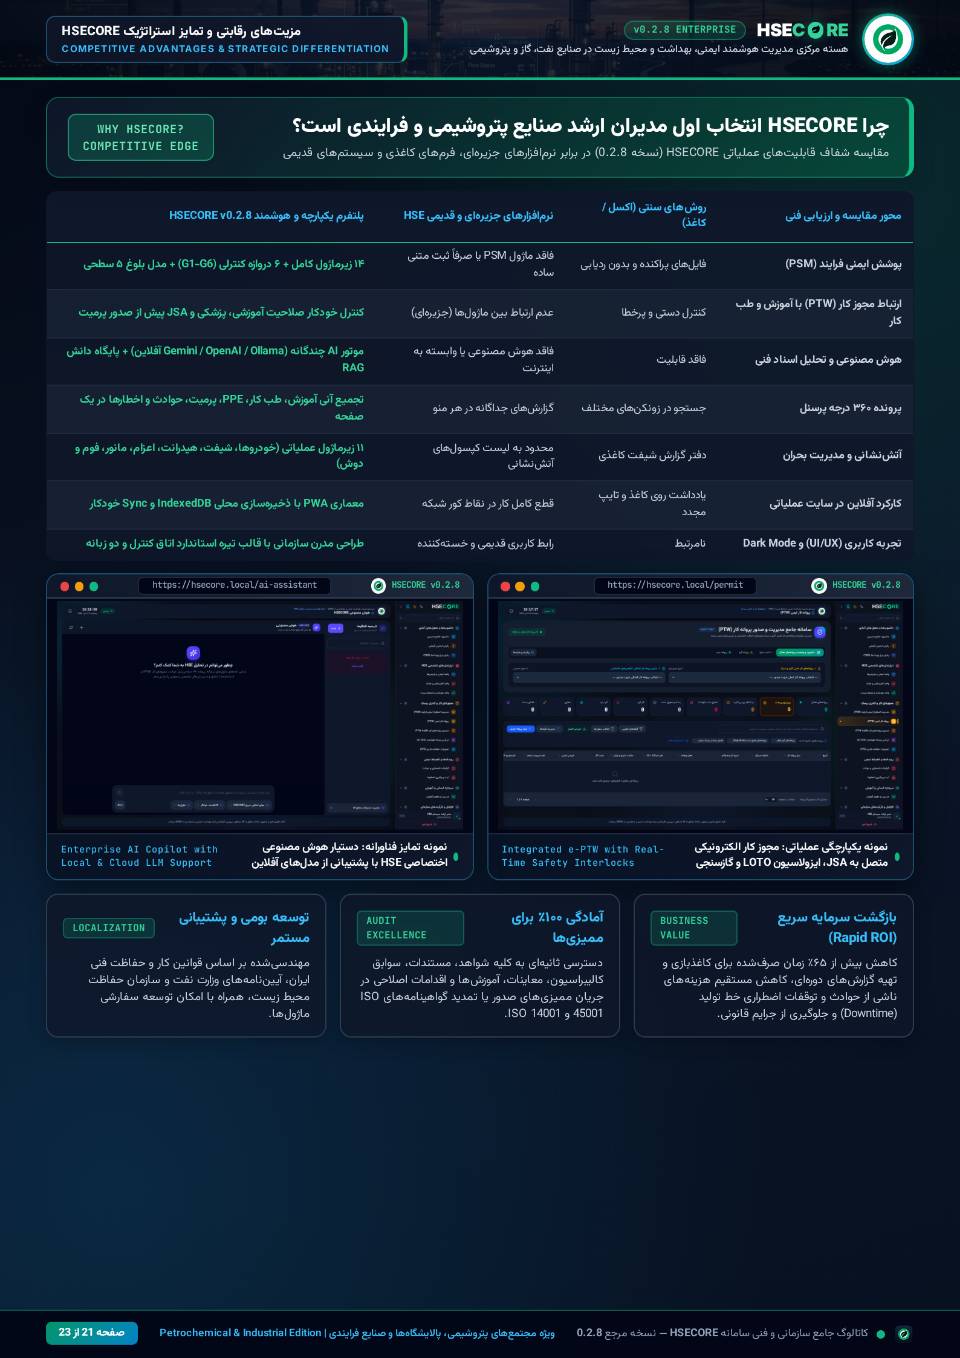 HSECORE
v0.2.8 ENTERPRISE
هسته مرکزی مدیریت هوشمند ایمنی، بهداشت و محیط زیست در صنایع نفت، گاز و پتروشیمی
مزیت‌های رقابتی و تمایز استراتژیک HSECORE
COMPETITIVE ADVANTAGES & STRATEGIC DIFFERENTIATION
چرا HSECORE انتخاب اول مدیران ارشد صنایع پتروشیمی و فرایندی است؟
مقایسه شفاف قابلیت‌های عملیاتی HSECORE (نسخه 0.2.8) در برابر نرم‌افزارهای جزیره‌ای، فرم‌های کاغذی و سیستم‌های قدیمی
WHY HSECORE?
COMPETITIVE EDGE
محور مقایسه و ارزیابی فنی
روش‌های سنتی (اکسل /
کاغذ)
نرم‌افزارهای جزیره‌ای و قدیمی HSE
پلتفرم یکپارچه و هوشمند HSECORE v0.2.8
پوشش ایمنی فرایند (PSM)
فایل‌های پراکنده و بدون ردیابی
فاقد ماژول PSM یا صرفاً ثبت متنی
ساده
۱۴ زیرماژول کامل + ۶ دروازه کنترلی (G1-G6) + مدل بلوغ ۵ سطحی
ارتباط مجوز کار (PTW) با آموزش و طب
کار
کنترل دستی و پرخطا
عدم ارتباط بین ماژول‌ها (جزیره‌ای)
کنترل خودکار صلاحیت آموزشی، پزشکی و JSA پیش از صدور پرمیت
هوش مصنوعی و تحلیل اسناد فنی
فاقد قابلیت
فاقد هوش مصنوعی یا وابسته به
اینترنت
موتور AI چندگانه (Gemini / OpenAI / Ollama آفلاین) + پایگاه دانش
RAG
پرونده ۳۶۰ درجه پرسنل
جستجو در زونکن‌های مختلف
گزارش‌های جداگانه در هر منو
تجمیع آنی آموزش، طب کار، PPE، پرمیت، حوادث و اخطارها در یک
صفحه
آتش‌نشانی و مدیریت بحران
دفتر گزارش شیفت کاغذی
محدود به لیست کپسول‌های
آتش‌نشانی
۱۱ زیرماژول عملیاتی (خودروها، شیفت، هیدرانت، اعزام، مانور، فوم و
دوش)
کارکرد آفلاین در سایت عملیاتی
یادداشت روی کاغذ و تایپ
مجدد
قطع کامل کار در نقاط کور شبکه
معماری PWA با ذخیره‌سازی محلی IndexedDB و Sync خودکار
تجربه کاربری (UI/UX) و Dark Mode
نامرتبط
رابط کاربری قدیمی و خسته‌کننده
طراحی مدرن سازمانی با قالب تیره استاندارد اتاق کنترل و دو زبانه
HSECORE v0.2.8
https://hsecore.local/permit
سامانه جامع مدیریت و صدور پروانه کار (PTW)
نمونه یکپارچگی عملیاتی: مجوز کار الکترونیکی
متصل به JSA، ایزولاسیون LOTO و گازسنجی
Integrated e-PTW with Real-
Time Safety Interlocks
HSECORE v0.2.8
https://hsecore.local/ai-assistant
چطور می‌توانم در تحلیل HSE به شما کمک کنم؟
نمونه تمایز فناورانه: دستیار هوش مصنوعی
اختصاصی HSE با پشتیبانی از مدل‌های آفلاین
Enterprise AI Copilot with
Local & Cloud LLM Support
بازگشت سرمایه سریع
(Rapid ROI)
BUSINESS
VALUE
کاهش بیش از ۶۵٪ زمان صرف‌شده برای کاغذبازی و
تهیه گزارش‌های دوره‌ای، کاهش مستقیم هزینه‌های
ناشی از حوادث و توقفات اضطراری خط تولید
(Downtime) و جلوگیری از جرایم قانونی.
آمادگی ۱۰۰٪ برای
ممیزی‌ها
AUDIT
EXCELLENCE
دسترسی ثانیه‌ای به کلیه شواهد، مستندات، سوابق
کالیبراسیون، معاینات، آموزش‌ها و اقدامات اصلاحی در
جریان ممیزی‌های صدور یا تمدید گواهینامه‌های ISO
45001 و ISO 14001.
توسعه بومی و پشتیبانی
مستمر
LOCALIZATION
مهندسی‌شده بر اساس قوانین کار و حفاظت فنی
ایران، آیین‌نامه‌های وزارت نفت و سازمان حفاظت
محیط زیست، همراه با امکان توسعه سفارشی
ماژول‌ها.
کاتالوگ جامع سازمانی و فنی سامانه HSECORE — نسخه مرجع 0.2.8
ویژه مجتمع‌های پتروشیمی، پالایشگاه‌ها و صنایع فرایندی | Petrochemical & Industrial Edition
صفحه 21 از 23